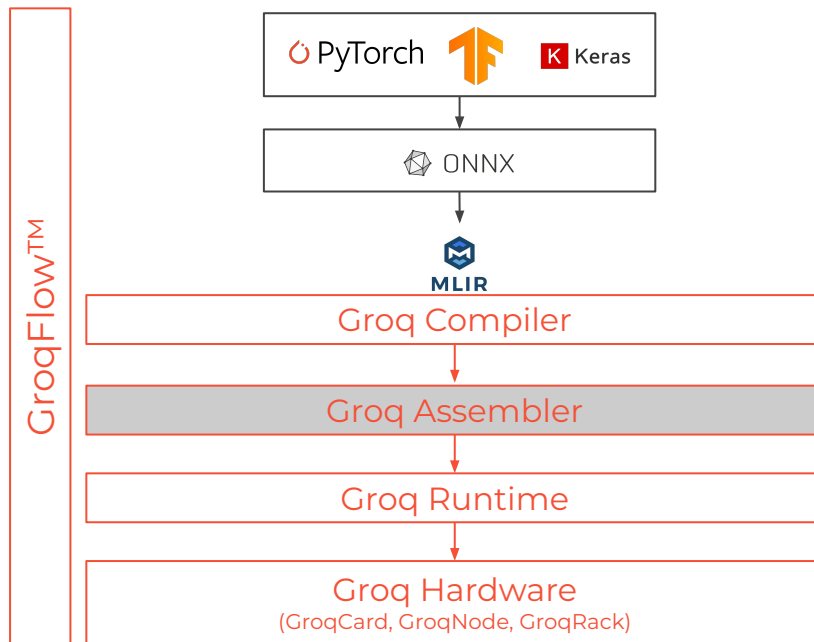 PyTorch
Keras
ONNX
MLIR
GroqFlow™
Groq Compiler
Groq Assembler
Groq Runtime
Groq Hardware
(GroqCard, GroqNode, GroqRack)